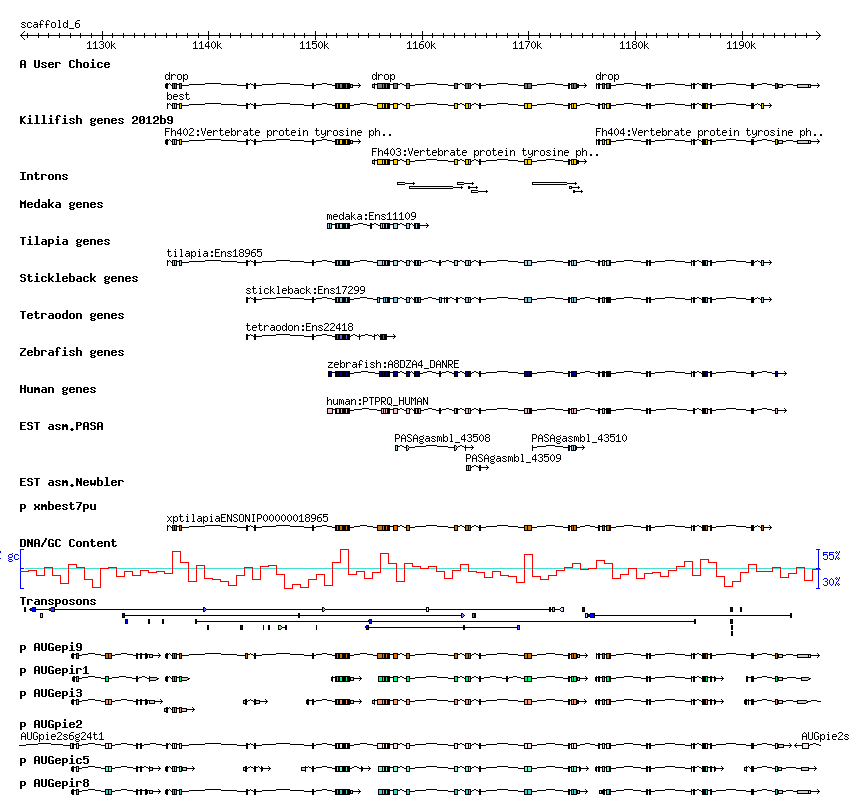 scaffold_6
1130k 1140k 1150k 1160k 1170k 1180k 1190k
A User Choice
drop drop drop
best
Killifish genes 2012b9
Fh402:Vertebrate protein tyrosine ph.. Fh404:Vertebrate protein tyrosine ph..
Fh403:Vertebrate protein tyrosine ph..
Introns
Medaka genes
medaka:Ens11109
Tilapia genes
tilapia:Ens18965
Stickleback genes
stickleback:Ens17299
Tetraodon genes
tetraodon:Ens22418
Zebrafish genes
zebrafish:A8DZA4_DANRE
Human genes
human:PTPRQ_HUMAN
EST asm.PASA
PASAgasmbl_43508 PASAgasmbl_43510
PASAgasmbl_43509
EST asm.Newbler
p xmbest7pu
xptilapiaENSONIP00000018965
DNA/GC Content
% gc 55%
30%
Transposons
p AUGepi9
p AUGepir1
p AUGepi3
p AUGpie2
AUGpie2s6g24t1 AUGpie2s
p AUGepic5
p AUGepir8